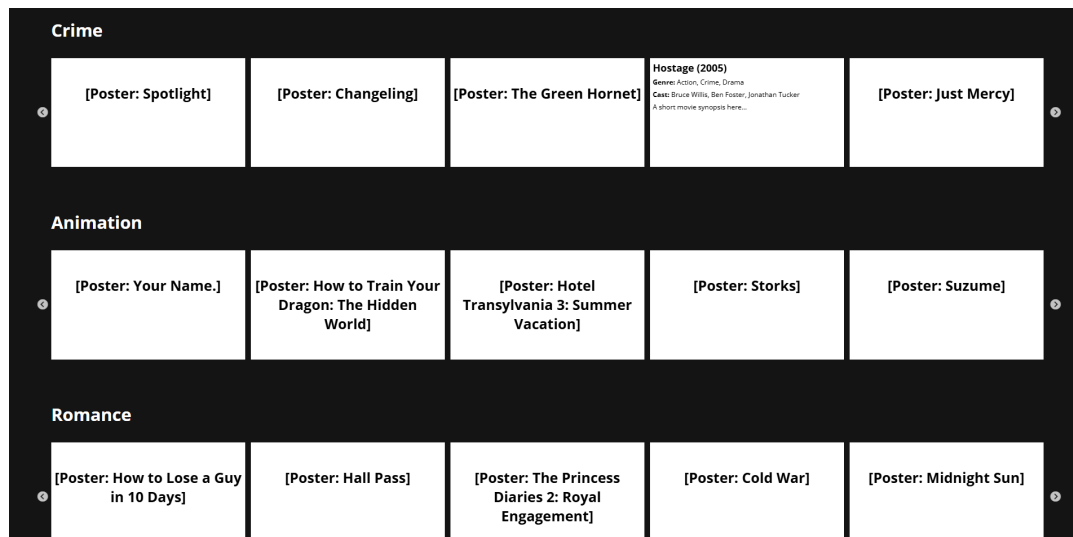 Crime
[Poster: Spotlight]
[Poster: Changeling]
[Poster: The Green Hornet]
Hostage (2005)
Genre: Action, Crime, Drama
Cast: Bruce Willis, Ben Foster, Jonathan Tucker
A short movie synopsis here...
[Poster: Just Mercy]
Animation
[Poster: Your Name.]
[Poster: How to Train Your
Dragon: The Hidden
World]
[Poster: Hotel
Transylvania 3: Summer
Vacation]
[Poster: Storks]
[Poster: Suzume]
Romance
[Poster: How to Lose a Guy
in 10 Days]
[Poster: Hall Pass]
[Poster: The Princess
Diaries 2: Royal
Engagement]
[Poster: Cold War]
[Poster: Midnight Sun]